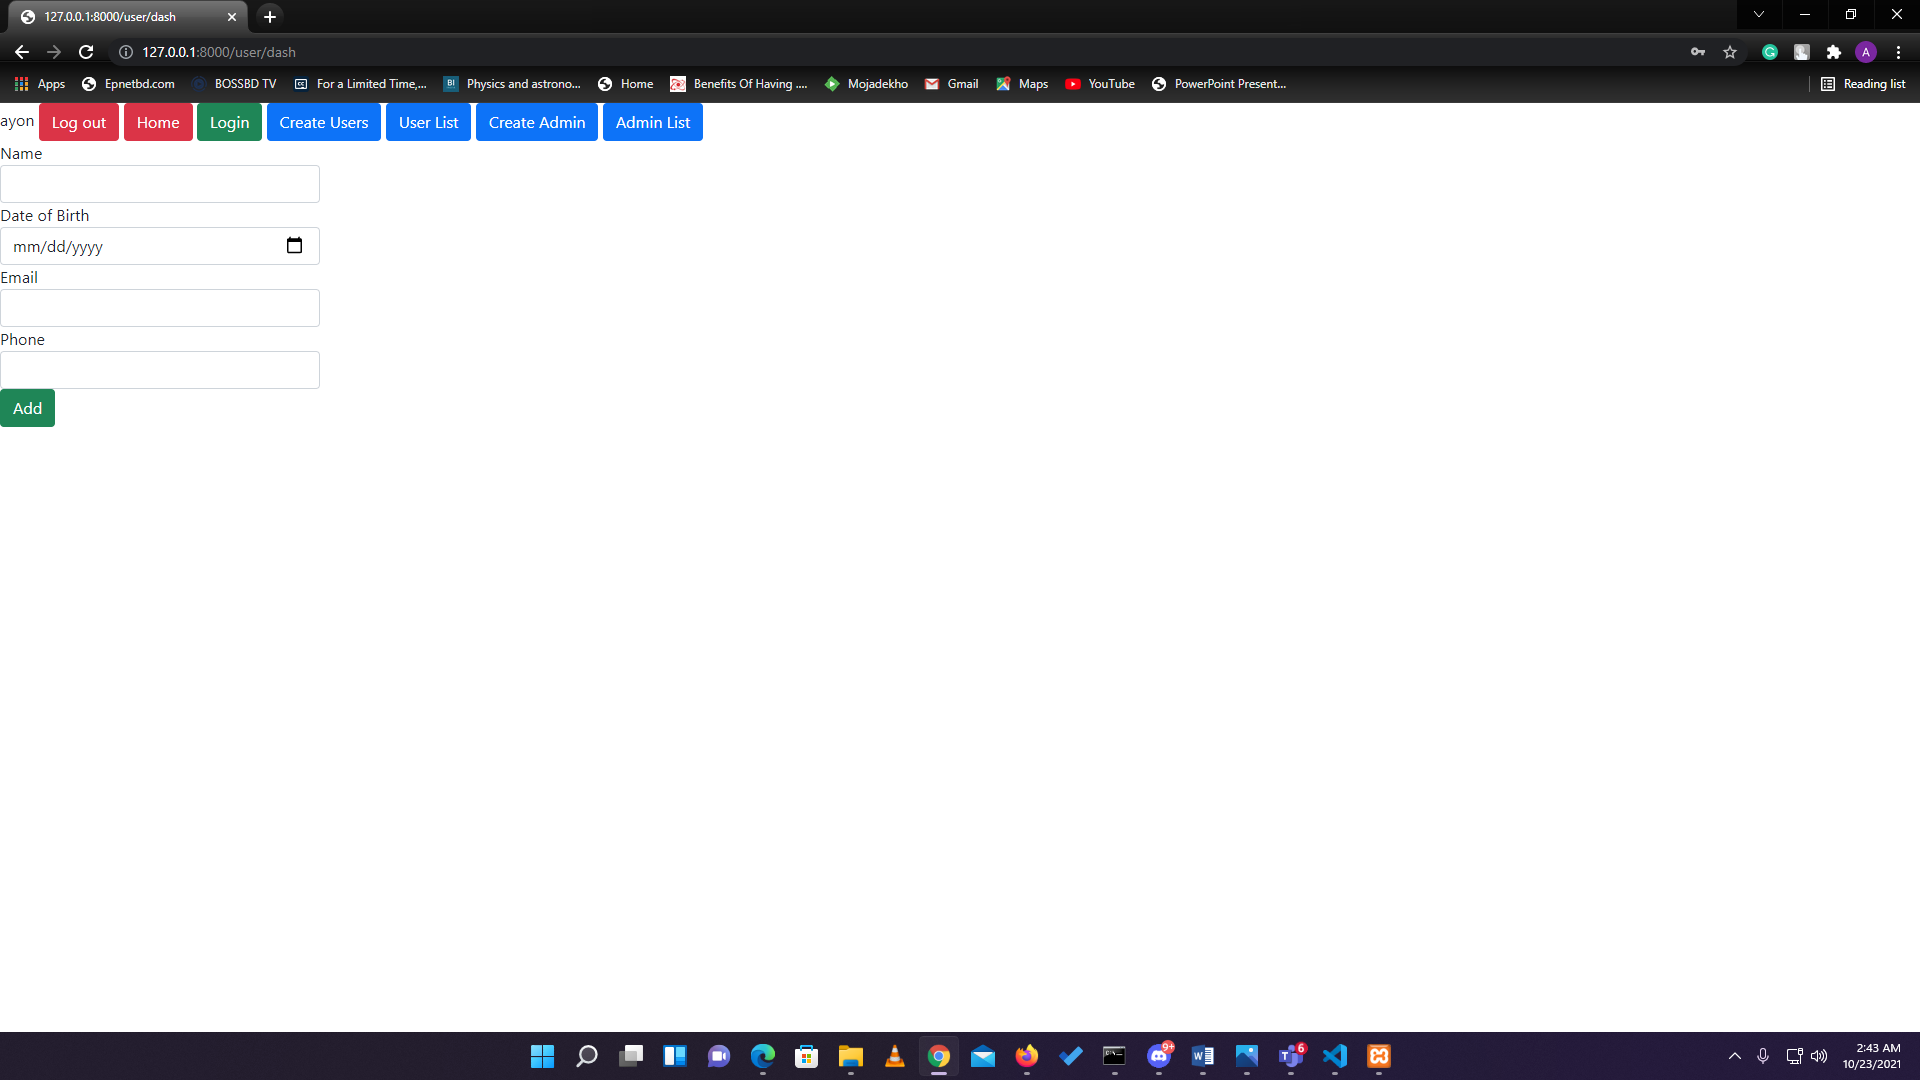 127.0.0.1:8000/user/dash
127.0.0.1:8000/user/dash
A
Apps Epnetbd.com BOSSBD TV For a Limited Time,... Physics and astrono... Home Benefits Of Having .... Mojadekho Gmail Maps YouTube PowerPoint Present... Reading list
ayon Log out Home Login Create Users User List Create Admin Admin List
Name
Date of Birth
mm/dd/yyyy
Email
Phone
Add
9+ 6
2:43 AM
10/23/2021